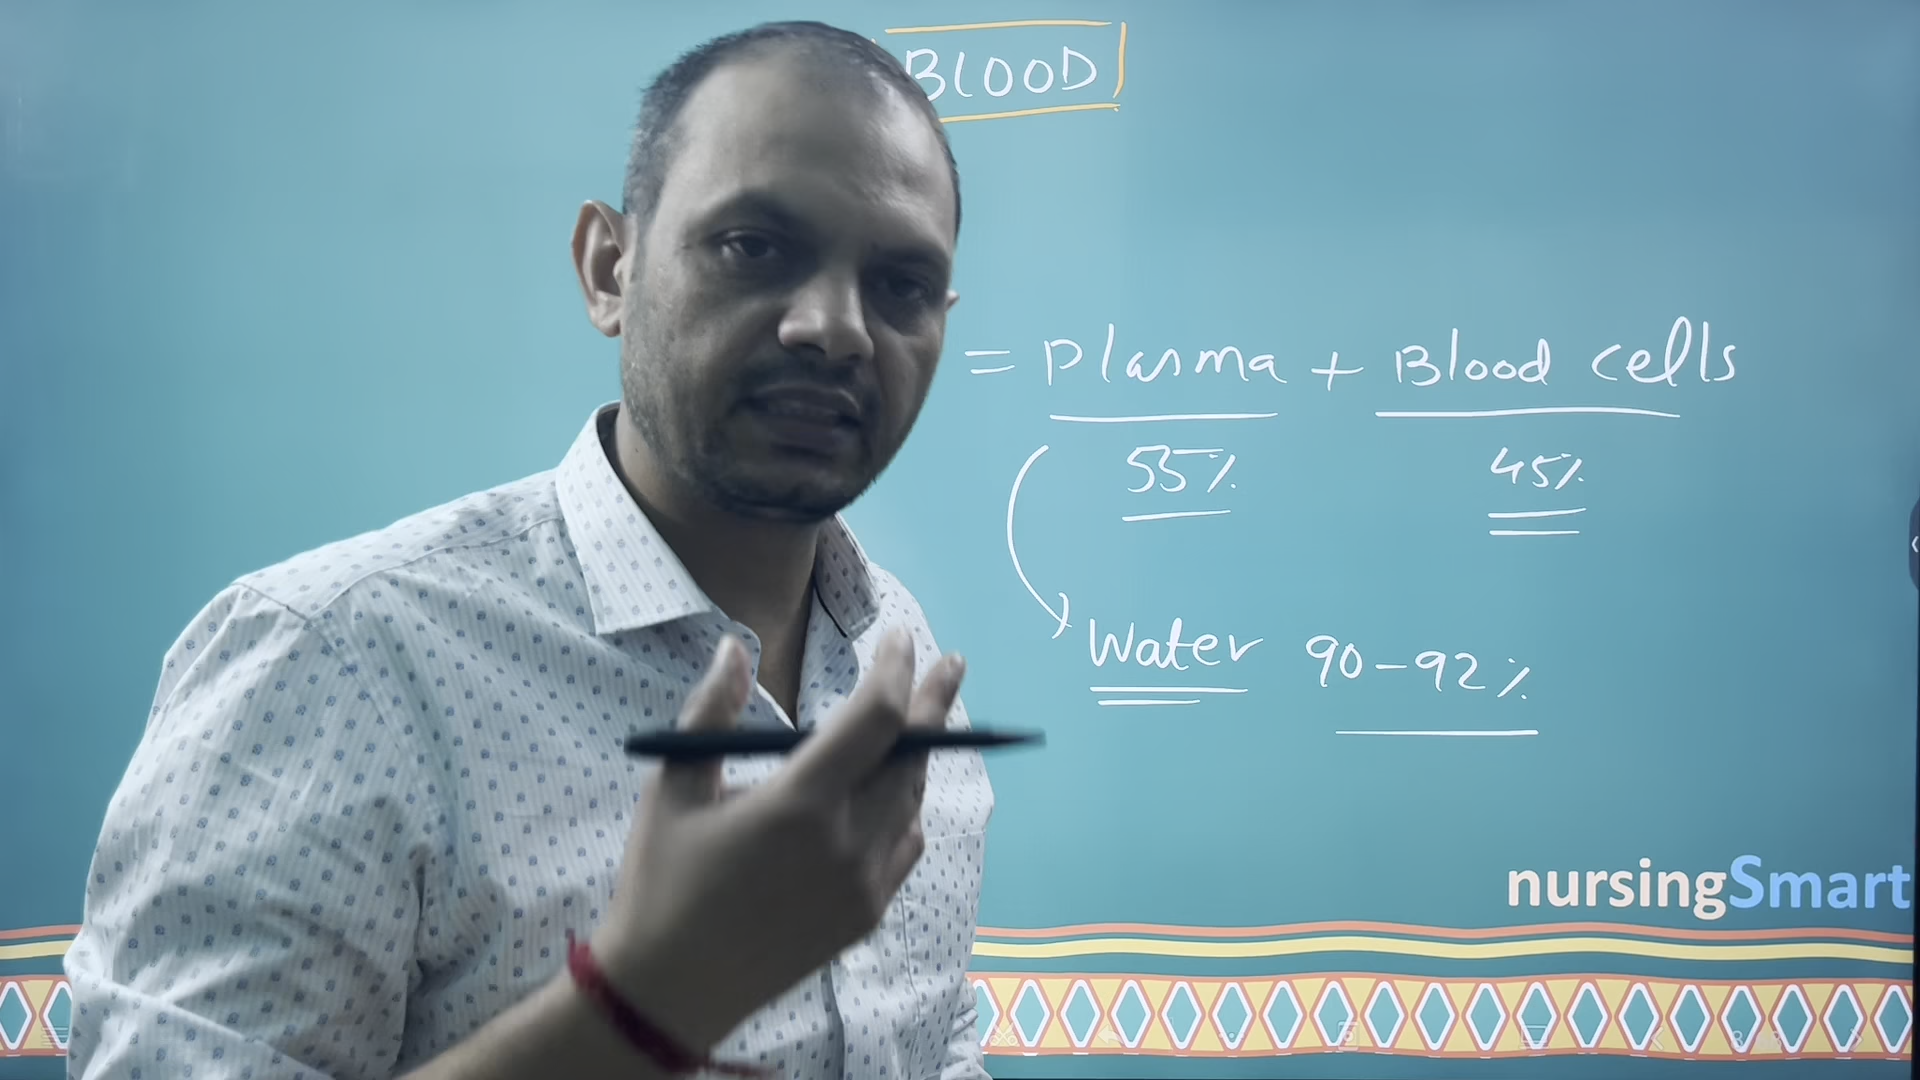 BLOOD
= Plasma + Blood cells
55% 45%
Water 90-92%
nursingSmart